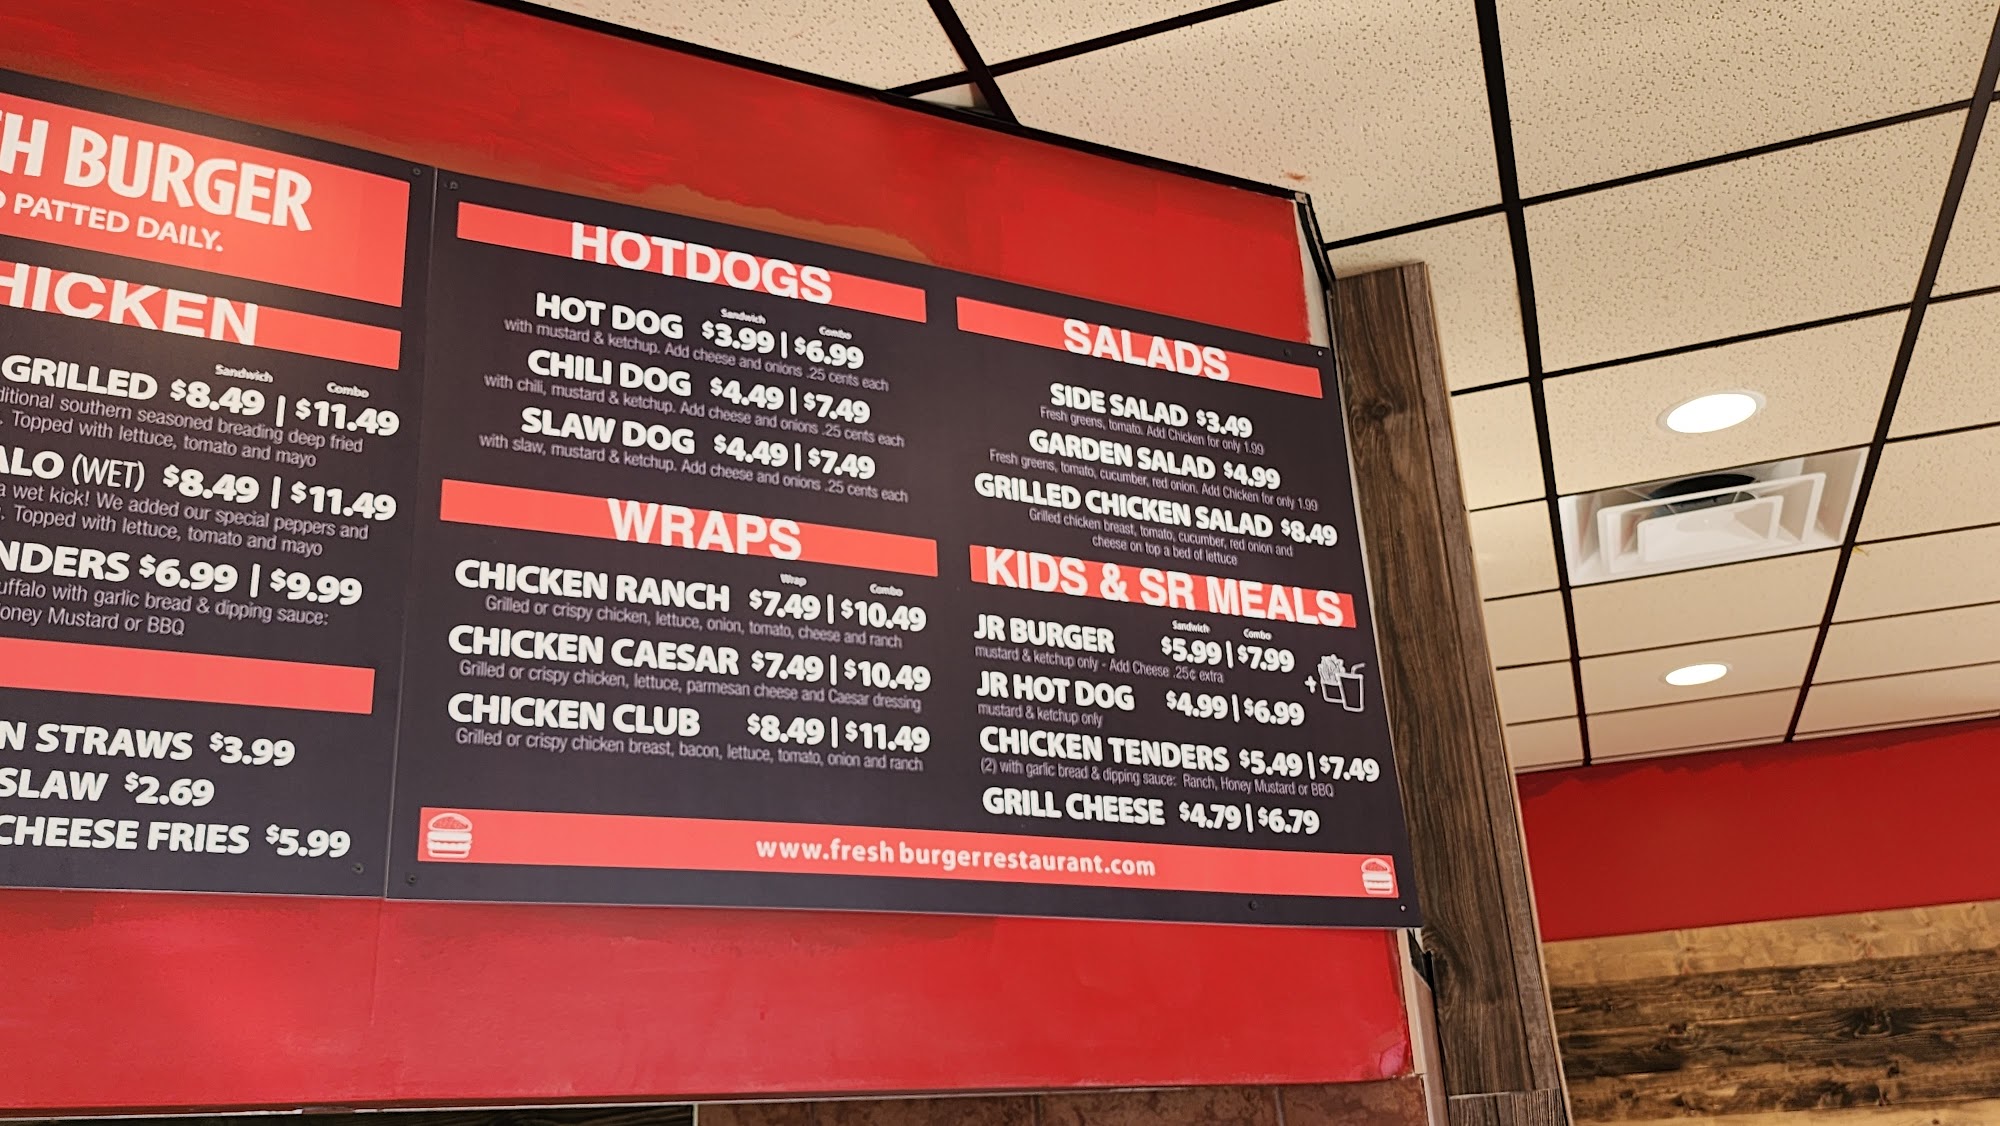 H BURGER
PATTED DAILY.
HICKEN
Sandwich Combo
GRILLED $8.49 | $11.49
ditional southern seasoned breading deep fried
. Topped with lettuce, tomato and mayo
ALO (WET) $8.49 | $11.49
a wet kick! We added our special peppers and
. Topped with lettuce, tomato and mayo
NDERS $6.99 | $9.99
uffalo with garlic bread & dipping sauce:
oney Mustard or BBQ
N STRAWS $3.99
SLAW $2.69
CHEESE FRIES $5.99
HOTDOGS
Sandwich Combo
HOT DOG $3.99 | $6.99
with mustard & ketchup. Add cheese and onions .25 cents each
CHILI DOG $4.49 | $7.49
with chili, mustard & ketchup. Add cheese and onions .25 cents each
SLAW DOG $4.49 | $7.49
with slaw, mustard & ketchup. Add cheese and onions .25 cents each
WRAPS
Wrap Combo
CHICKEN RANCH $7.49 | $10.49
Grilled or crispy chicken, lettuce, onion, tomato, cheese and ranch
CHICKEN CAESAR $7.49 | $10.49
Grilled or crispy chicken, lettuce, parmesan cheese and Caesar dressing
CHICKEN CLUB $8.49 | $11.49
Grilled or crispy chicken breast, bacon, lettuce, tomato, onion and ranch
SALADS
SIDE SALAD $3.49
Fresh greens, tomato. Add Chicken for only 1.99
GARDEN SALAD $4.99
Fresh greens, tomato, cucumber, red onion. Add Chicken for only 1.99
GRILLED CHICKEN SALAD $8.49
Grilled chicken breast, tomato, cucumber, red onion and
cheese on top a bed of lettuce
KIDS & SR MEALS
Sandwich Combo
JR BURGER $5.99 | $7.99
mustard & ketchup only - Add Cheese .25¢ extra
JR HOT DOG $4.99 | $6.99
+
mustard & ketchup only
CHICKEN TENDERS $5.49 | $7.49
(2) with garlic bread & dipping sauce: Ranch, Honey Mustard or BBQ
GRILL CHEESE $4.79 | $6.79
www.freshburgerrestaurant.com